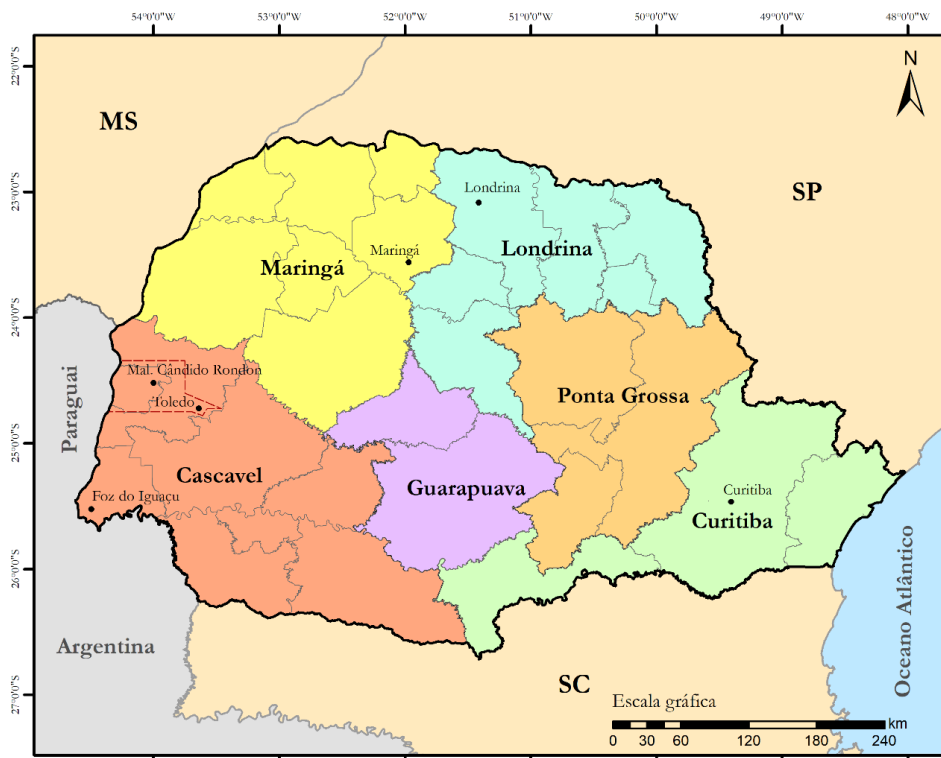 54°0'0"W 53°0'0"W 52°0'0"W 51°0'0"W 50°0'0"W 49°0'0"W 48°0'0"W
22°0'0"S
23°0'0"S
24°0'0"S
25°0'0"S
26°0'0"S
27°0'0"S
N
MS
SP
Londrina
Londrina
Maringá
Maringá
Paraguai
Mal. Cândido Rondon
Toledo
Ponta Grossa
Cascavel
Foz do Iguaçu
Guarapuava
Curitiba
Curitiba
Oceano Atlântico
Argentina
SC
Escala gráfica
km
0 30 60 120 180 240